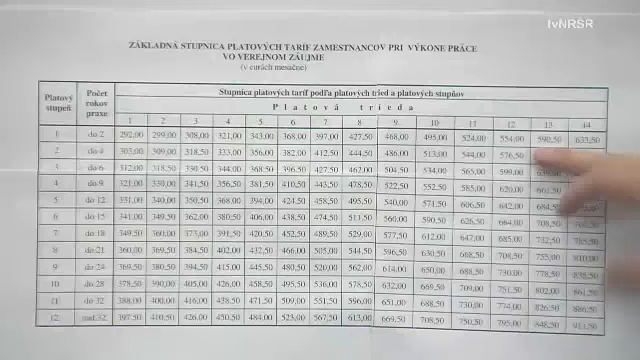 tvNRSR
ZÁKLADNÁ STUPNICA PLATOVÝCH TARÍF ZAMESTNANCOV PRI VÝKONE PRÁCE
VO VEREJNOM ZÁUJME
(v eurách mesačne)
Platový stupeň Počet rokov praxe Stupnica platových taríf podľa platových tried a platových stupňov
Platová trieda
1 2 3 4 5 6 7 8 9 10 11 12 13 14
1 do 2 292,00 299,00 308,00 321,00 343,00 368,00 397,00 427,50 468,00 495,00 524,00 554,00 590,50 633,50
2 do 4 303,00 309,00 318,50 333,00 356,00 382,00 412,50 444,50 486,00 513,00 544,00 576,50
3 do 6 312,00 318,50 330,50 344,00 368,50 396,50 427,50 462,00 504,50 534,00 565,00 599,00
4 do 9 321,00 330,00 341,50 356,50 381,50 410,50 443,50 478,50 522,50 552,50 585,00 620,00 661,50
5 do 12 331,00 340,00 350,50 368,00 394,00 424,50 458,50 495,50 540,00 571,50 606,50 642,00 684,50
6 do 15 341,00 349,50 362,00 380,50 406,00 438,50 474,50 511,50 560,00 590,50 626,50 664,00 708,50
7 do 18 349,50 360,00 373,00 391,50 420,50 452,50 489,50 529,00 577,50 612,00 647,00 685,00 732,50 785,50
8 do 21 360,00 369,50 384,50 402,50 432,50 466,00 505,00 544,50 596,50 630,50 668,50 708,50 755,00 810,00
9 do 24 369,50 380,50 394,50 415,00 445,50 480,50 520,00 562,00 614,00 650,00 688,50 730,00 778,50 835,50
10 do 28 378,50 390,00 405,00 426,00 458,50 495,50 536,00 578,50 632,00 669,50 709,00 751,50 802,00 861,50
11 do 32 388,00 400,00 416,00 438,50 471,50 509,00 551,50 596,00 651,00 688,50 730,00 774,00 826,50 886,50
12 nad 32 397,50 410,50 426,00 450,50 484,00 523,00 567,50 613,00 669,50 708,50 750,50 795,00 848,50 911,50